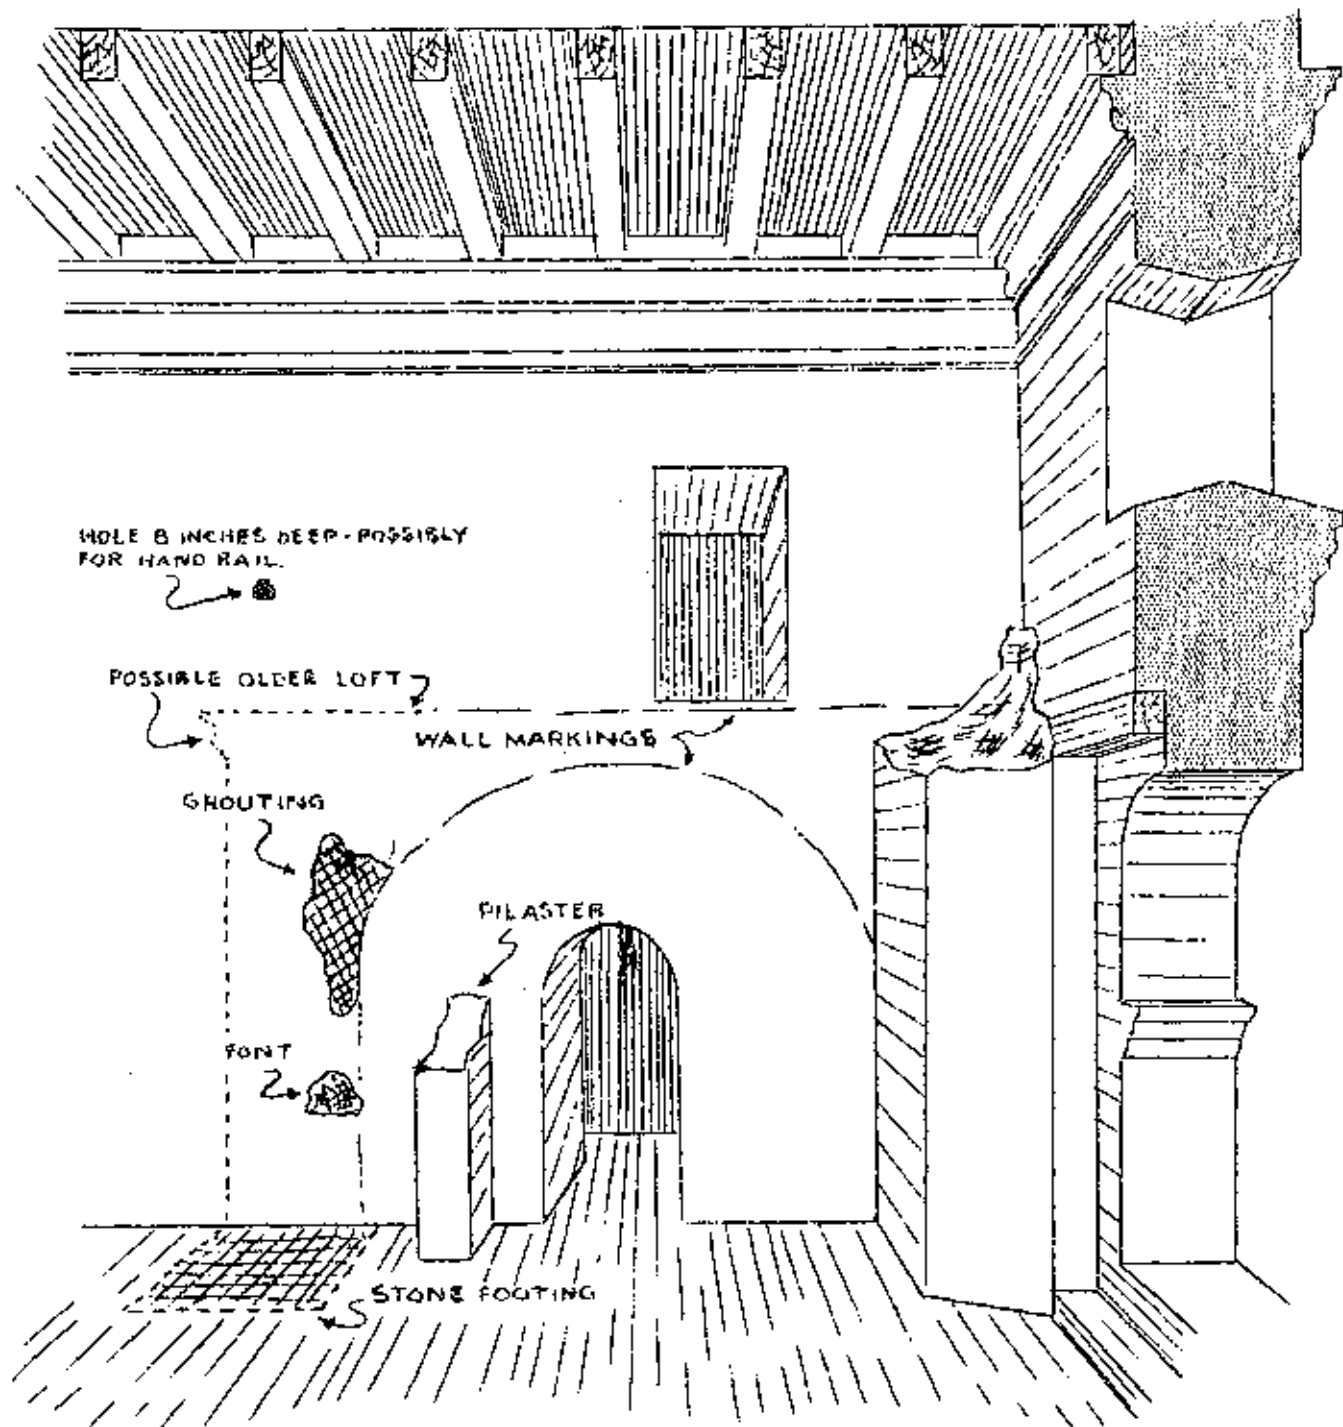 HOLE 8 INCHES DEEP - POSSIBLY
FOR HAND RAIL.
POSSIBLE OLDER LOFT
WALL MARKINGS
GROUTING
PILASTER
FONT
STONE FOOTING